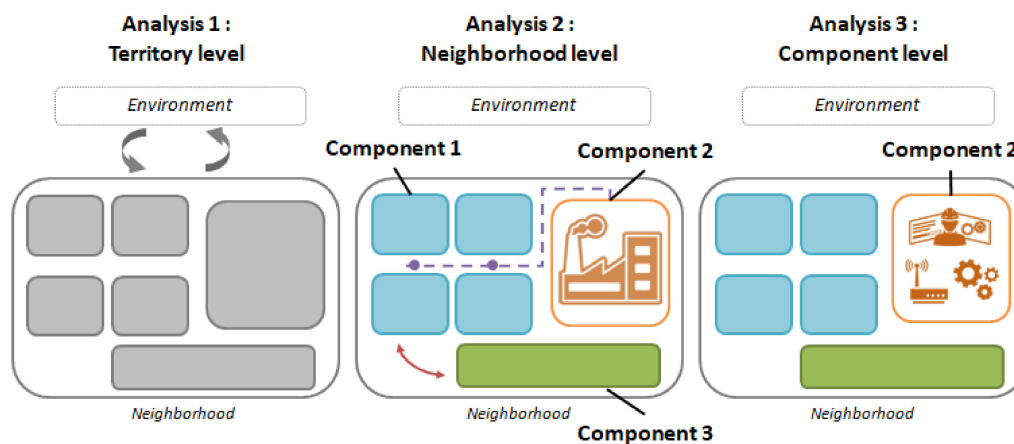 Analysis 1 :
Territory level
Environment
Neighborhood
Analysis 2 :
Neighborhood level
Environment
Component 1
Component 2
Neighborhood
Component 3
Analysis 3 :
Component level
Environment
Component 2
Neighborhood